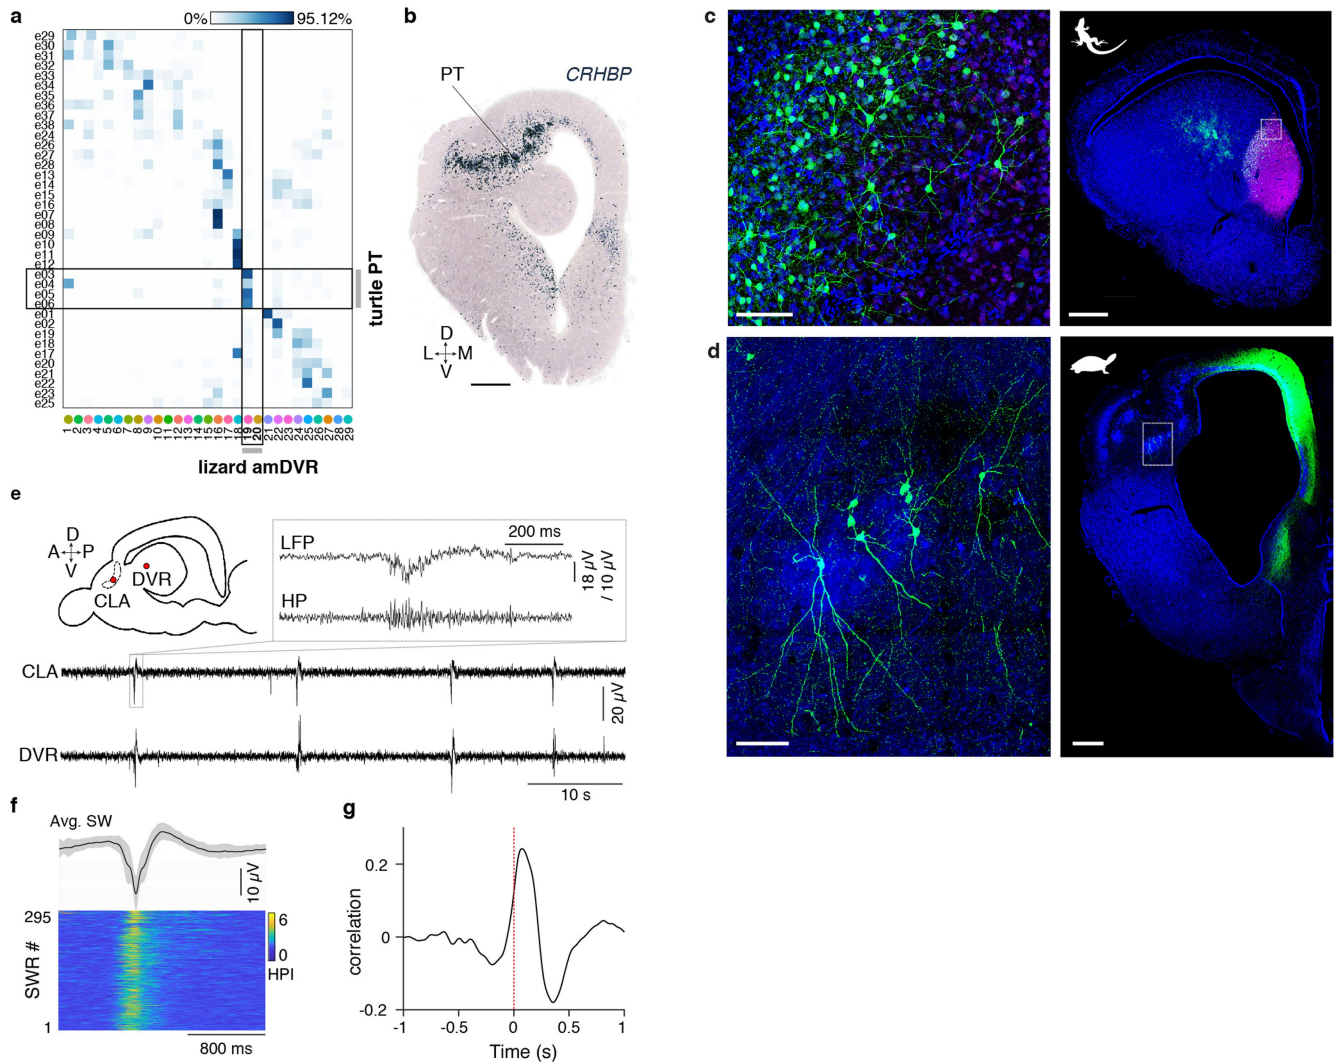 a
0%
95.12%
e29
e30
e31
e32
e33
e34
e35
e36
e37
e38
e24
e26
e27
e28
e13
e14
e15
e16
e07
e08
e09
e10
e11
e12
e03
e04
e05
e06
e01
e02
e19
e18
e17
e20
e21
e22
e23
e25
turtle PT
1 2 3 4 5 6 7 8 9 10 11 12 13 14 15 16 17 18 19 20 21 22 23 24 25 26 27 28 29
lizard amDVR
b
PT
CRHBP
D
L M
V
c
d
e
D
A P
V
DVR
CLA
LFP
200 ms
18 µV
/ 10 µV
HP
CLA
20 µV
DVR
10 s
f
Avg. SW
10 µV
295
SWR #
1
6
0
HPI
800 ms
g
correlation
0.2
0
-0.2
-1 -0.5 0 0.5 1
Time (s)